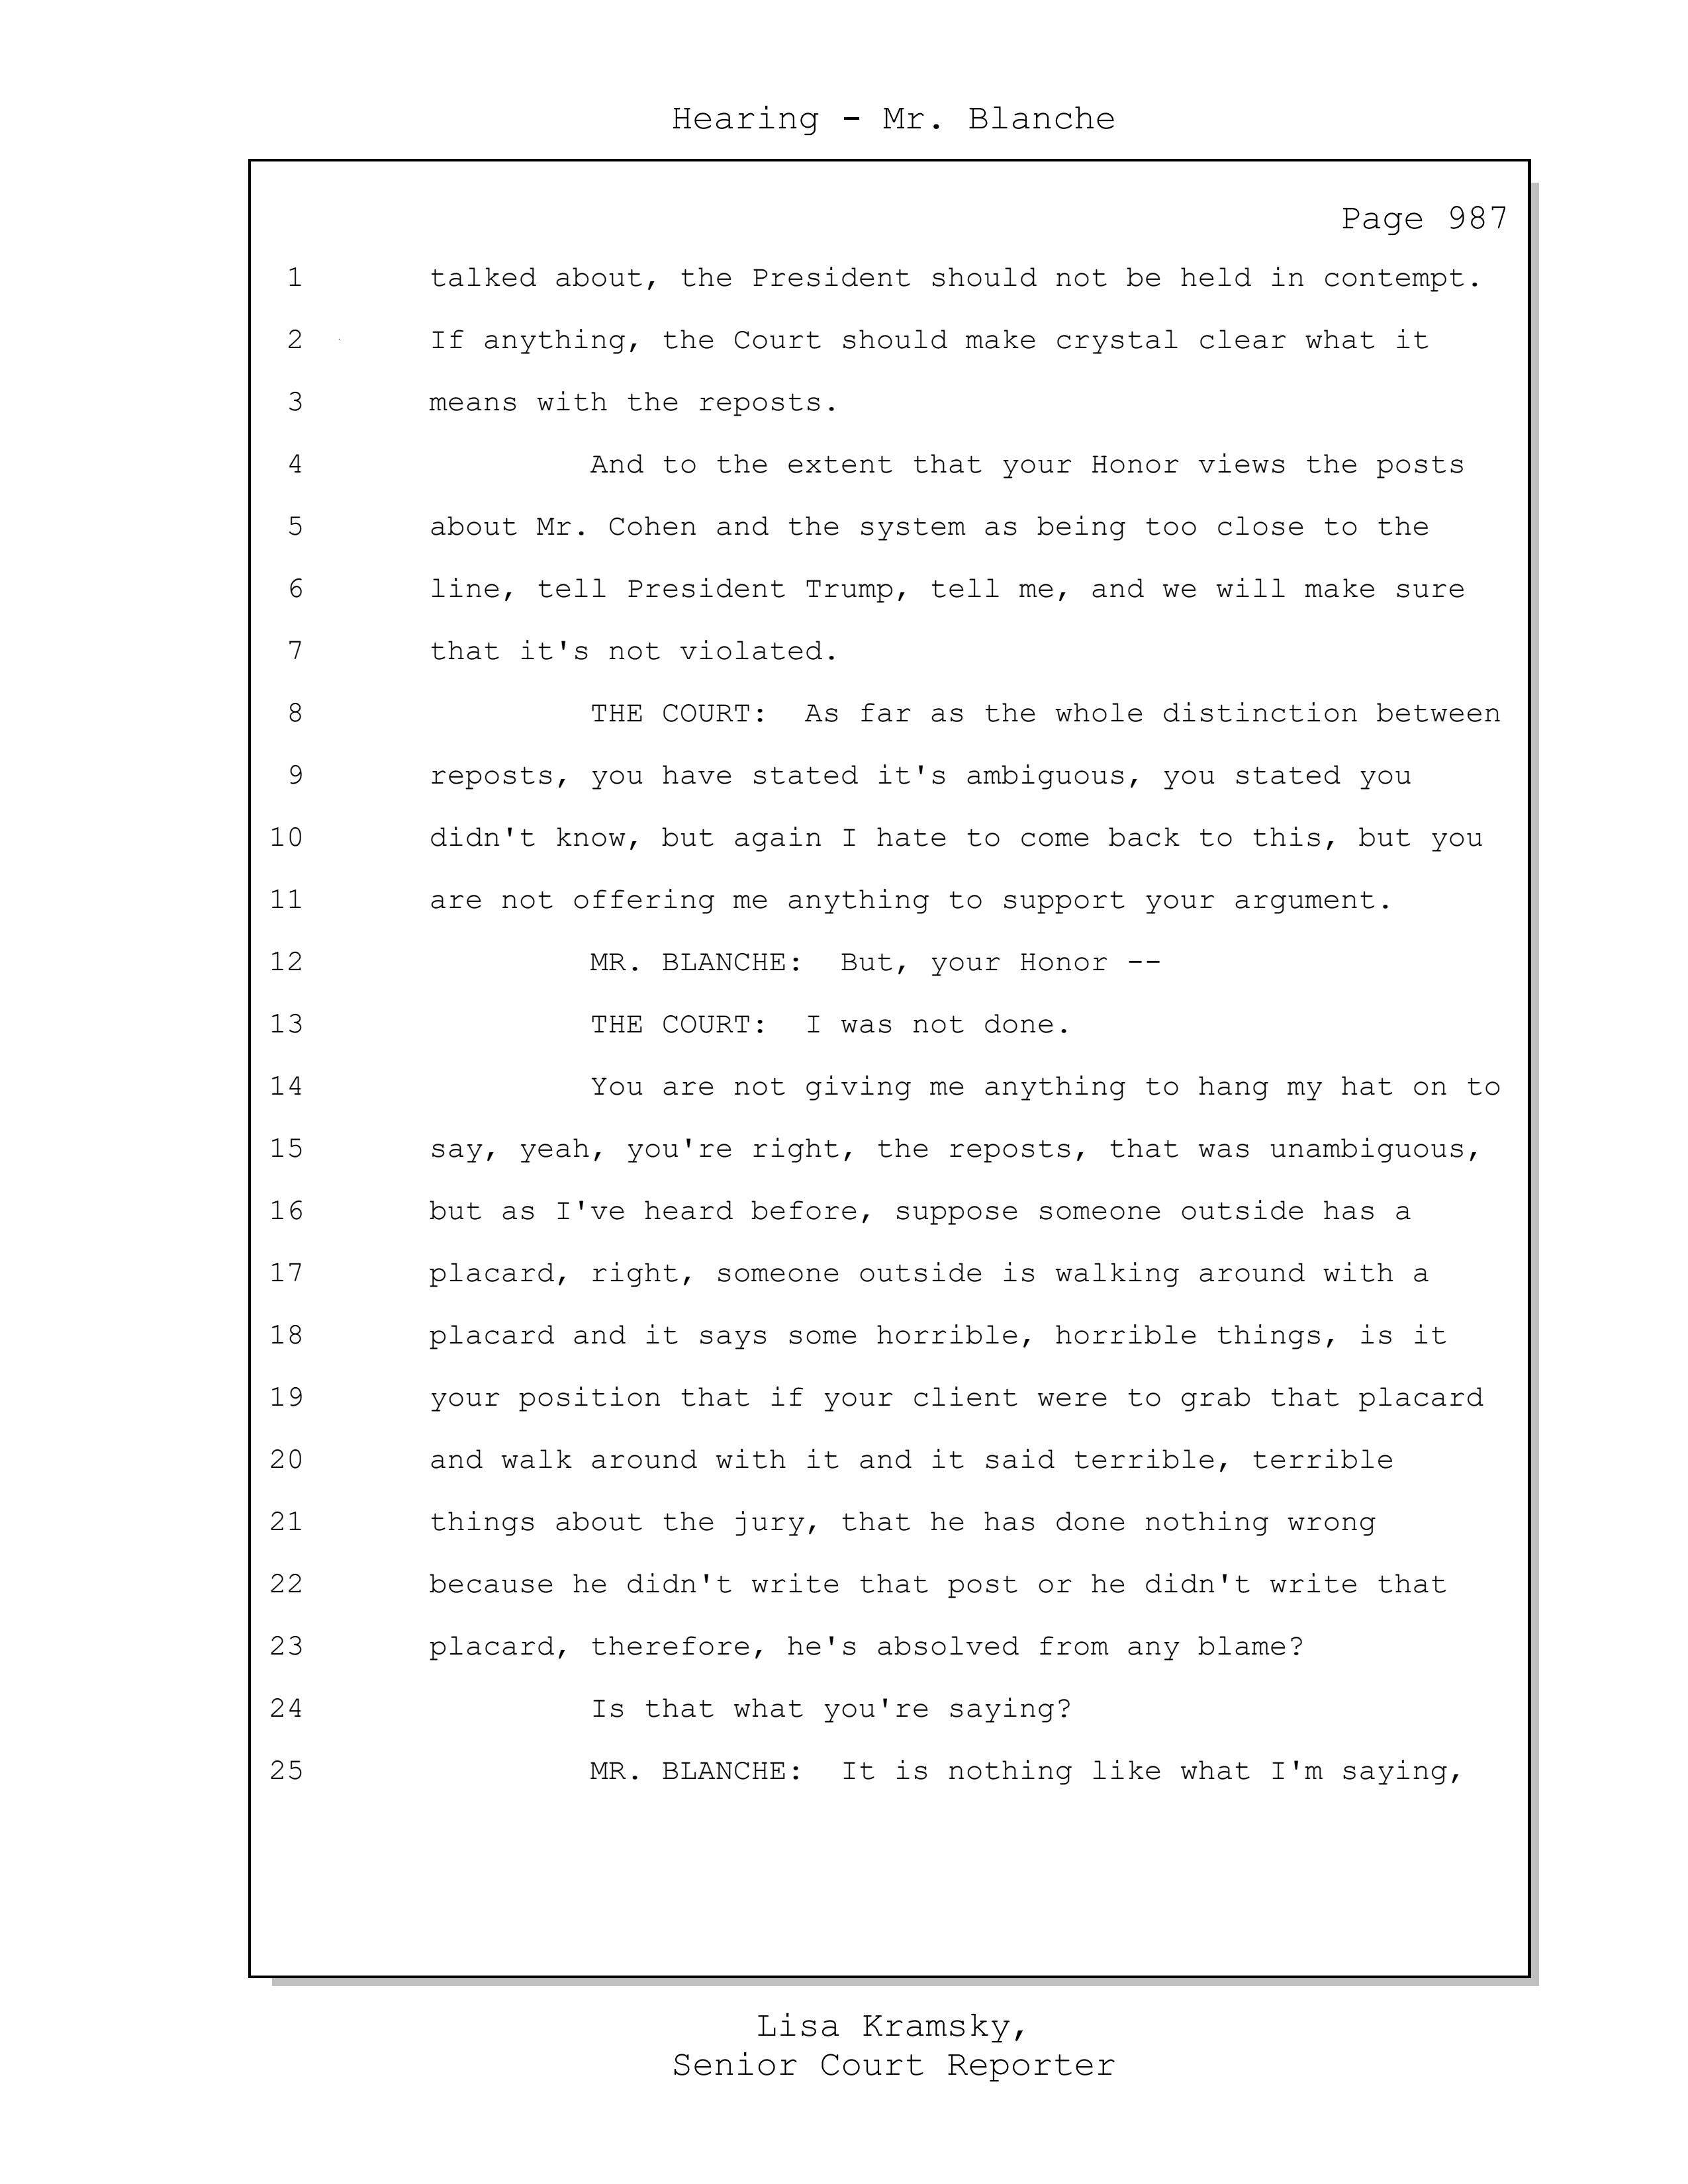 Hearing - Mr. Blanche
Page 987
1 talked about, the President should not be held in contempt.
2 If anything, the Court should make crystal clear what it
3 means with the reposts.
4 And to the extent that your Honor views the posts
5 about Mr. Cohen and the system as being too close to the
6 line, tell President Trump, tell me, and we will make sure
7 that it's not violated.
8 THE COURT:  As far as the whole distinction between
9 reposts, you have stated it's ambiguous, you stated you
10 didn't know, but again I hate to come back to this, but you
11 are not offering me anything to support your argument.
12 MR. BLANCHE:  But, your Honor --
13 THE COURT:  I was not done.
14 You are not giving me anything to hang my hat on to
15 say, yeah, you're right, the reposts, that was unambiguous,
16 but as I've heard before, suppose someone outside has a
17 placard, right, someone outside is walking around with a
18 placard and it says some horrible, horrible things, is it
19 your position that if your client were to grab that placard
20 and walk around with it and it said terrible, terrible
21 things about the jury, that he has done nothing wrong
22 because he didn't write that post or he didn't write that
23 placard, therefore, he's absolved from any blame?
24 Is that what you're saying?
25 MR. BLANCHE:  It is nothing like what I'm saying,
Lisa Kramsky,
Senior Court Reporter